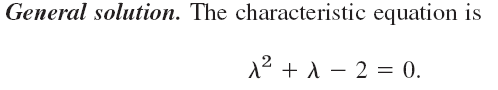 General solution. The characteristic equation is
λ² + λ − 2 = 0.